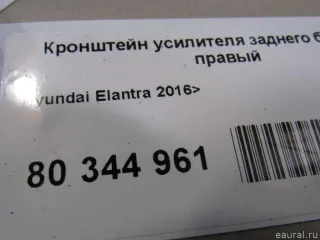 Кронштейн усилителя заднего б
правый
yundai Elantra 2016>
80 344 961
eaural.ru